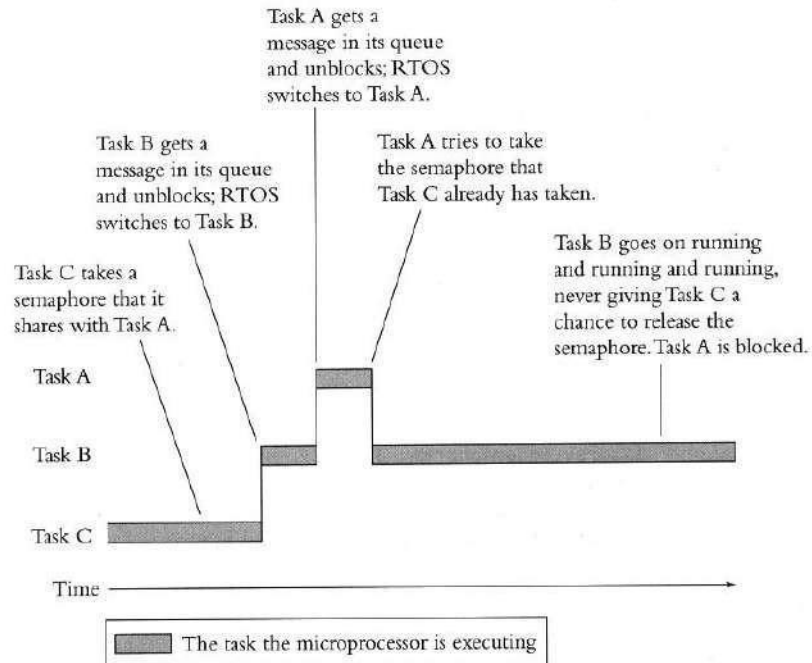 Task A gets a
message in its queue
and unblocks; RTOS
switches to Task A.
Task B gets a
message in its queue
and unblocks; RTOS
switches to Task B.
Task A tries to take
the semaphore that
Task C already has taken.
Task C takes a
semaphore that it
shares with Task A.
Task B goes on running
and running and running,
never giving Task C a
chance to release the
semaphore. Task A is blocked.
Task A
Task B
Task C
Time
The task the microprocessor is executing